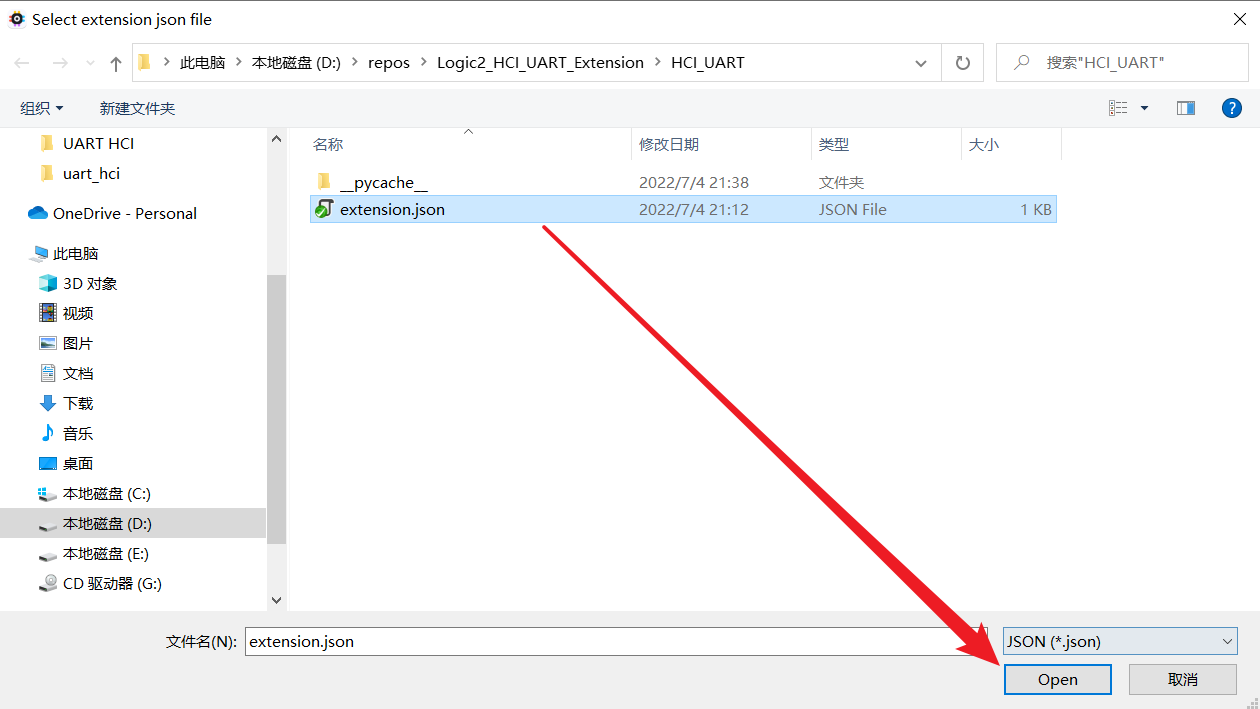 Select extension json file
此电脑 本地磁盘 (D:) repos Logic2_HCI_UART_Extension HCI_UART
搜索"HCI_UART"
组织 新建文件夹
UART HCI
uart_hci
OneDrive - Personal
此电脑
3D 对象
视频
图片
文档
下载
音乐
桌面
本地磁盘 (C:)
本地磁盘 (D:)
本地磁盘 (E:)
CD 驱动器 (G:)
名称 修改日期 类型 大小
__pycache__ 2022/7/4 21:38 文件夹
extension.json 2022/7/4 21:12 JSON File 1 KB
文件名(N): extension.json JSON (*.json)
Open 取消